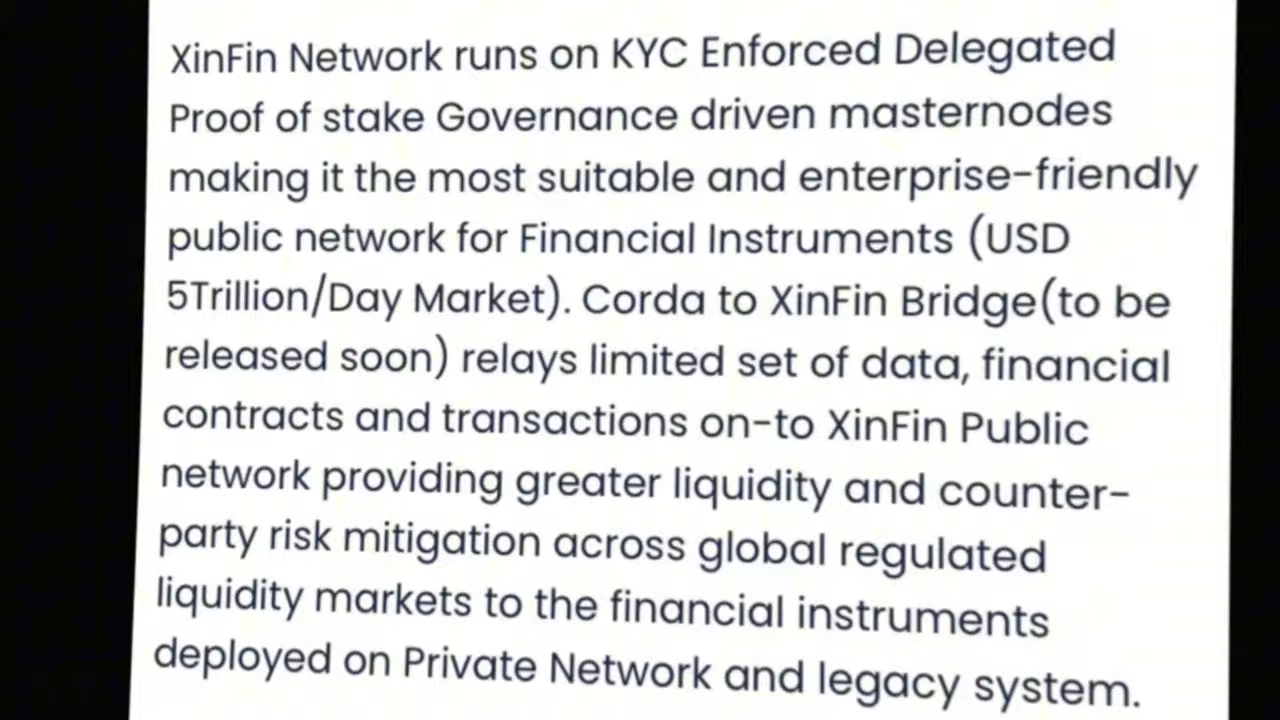 XinFin Network runs on KYC Enforced Delegated
Proof of stake Governance driven masternodes
making it the most suitable and enterprise-friendly
public network for Financial Instruments (USD
5Trillion/Day Market). Corda to XinFin Bridge(to be
released soon) relays limited set of data, financial
contracts and transactions on-to XinFin Public
network providing greater liquidity and counter-
party risk mitigation across global regulated
liquidity markets to the financial instruments
deployed on Private Network and legacy system.